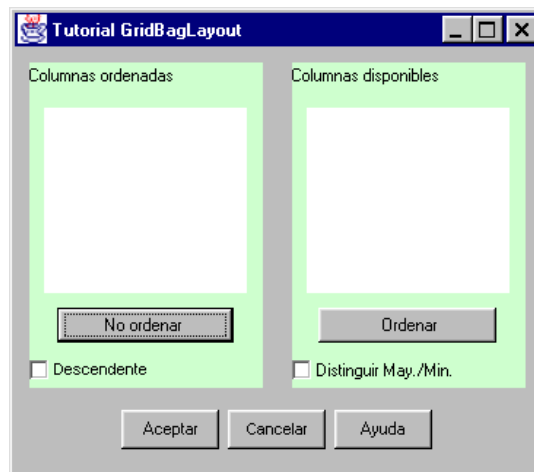 Tutorial GridBagLayout
Columnas ordenadas
Columnas disponibles
No ordenar
Ordenar
Descendente
Distinguir May./Min.
Aceptar
Cancelar
Ayuda